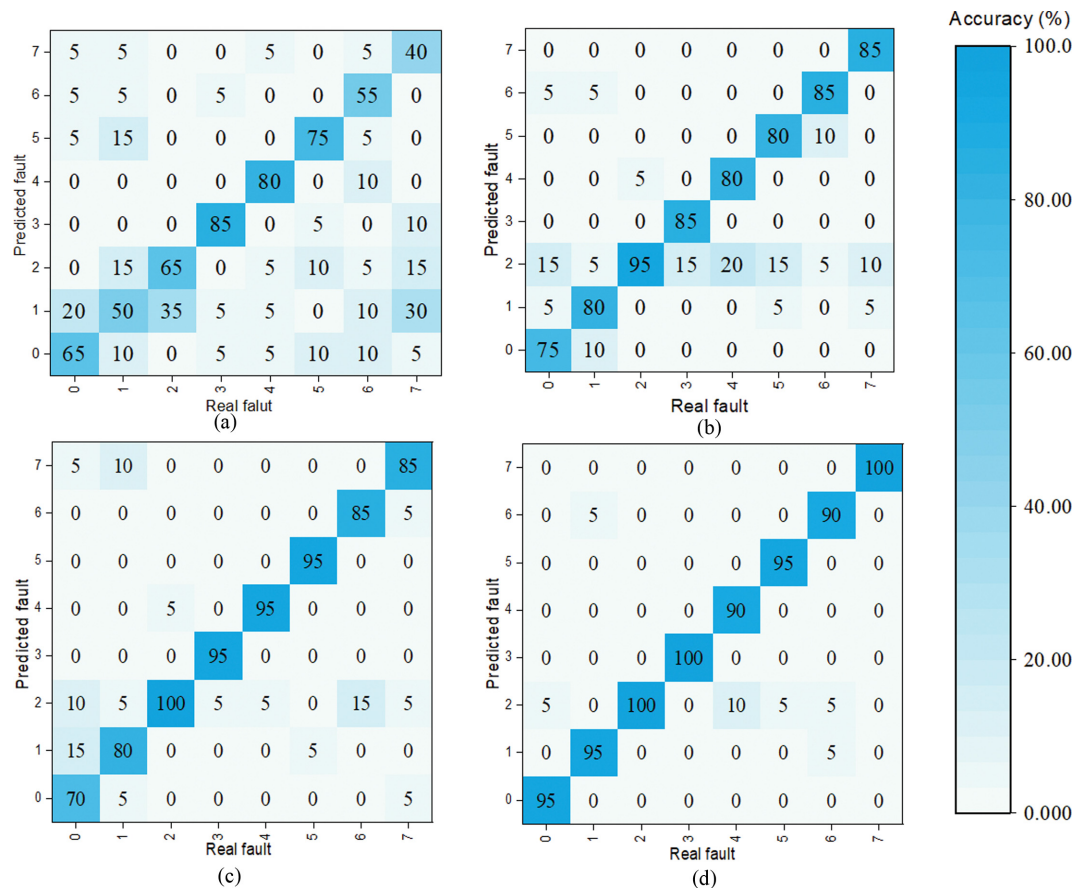 Accuracy (%)
100.0
80.00
60.00
40.00
20.00
0.000
Predicted fault
7 5 5 0 0 5 0 5 40
6 5 5 0 5 0 0 55 0
5 5 15 0 0 0 75 5 0
4 0 0 0 0 80 0 10 0
3 0 0 0 85 0 5 0 10
2 0 15 65 0 5 10 5 15
1 20 50 35 5 5 0 10 30
0 65 10 0 5 5 10 10 5
0 1 2 3 4 5 6 7
Real falut
(a)
Predicted fault
7 0 0 0 0 0 0 0 85
6 5 5 0 0 0 0 85 0
5 0 0 0 0 0 80 10 0
4 0 0 5 0 80 0 0 0
3 0 0 0 85 0 0 0 0
2 15 5 95 15 20 15 5 10
1 5 80 0 0 0 5 0 5
0 75 10 0 0 0 0 0 0
0 1 2 3 4 5 6 7
Real fault
(b)
Predicted fault
7 5 10 0 0 0 0 0 85
6 0 0 0 0 0 0 85 5
5 0 0 0 0 0 95 0 0
4 0 0 5 0 95 0 0 0
3 0 0 0 95 0 0 0 0
2 10 5 100 5 5 0 15 5
1 15 80 0 0 0 5 0 0
0 70 5 0 0 0 0 0 5
0 1 2 3 4 5 6 7
Real fault
(c)
Predicted fault
7 0 0 0 0 0 0 0 100
6 0 5 0 0 0 0 90 0
5 0 0 0 0 0 95 0 0
4 0 0 0 0 90 0 0 0
3 0 0 0 100 0 0 0 0
2 5 0 100 0 10 5 5 0
1 0 95 0 0 0 0 5 0
0 95 0 0 0 0 0 0 0
0 1 2 3 4 5 6 7
Real fault
(d)